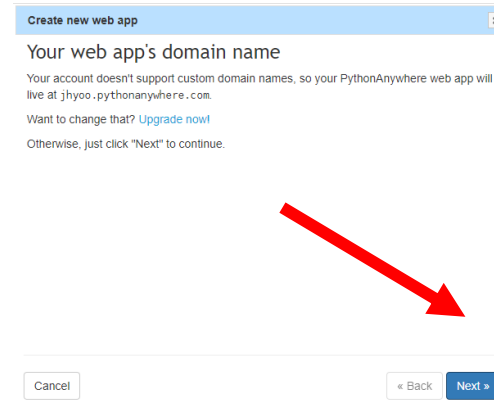 Create new web app
Your web app's domain name
Your account doesn't support custom domain names, so your PythonAnywhere web app will
live at jhyoo.pythonanywhere.com.
Want to change that? Upgrade now!
Otherwise, just click "Next" to continue.
Cancel
« Back
Next »